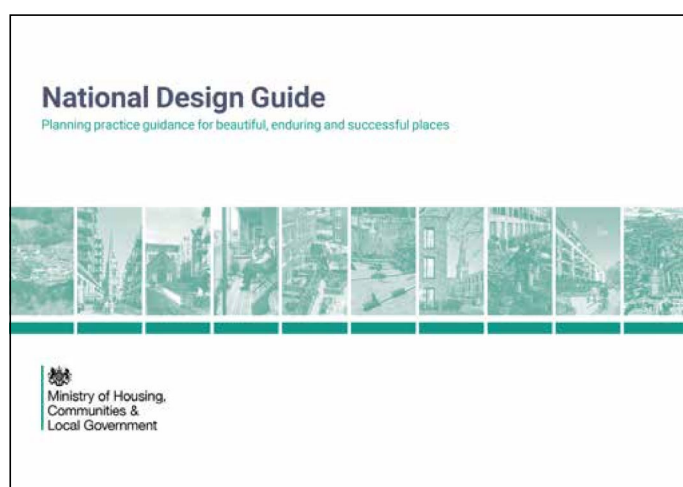 National Design Guide
Planning practice guidance for beautiful, enduring and successful places
Ministry of Housing,
Communities &
Local Government